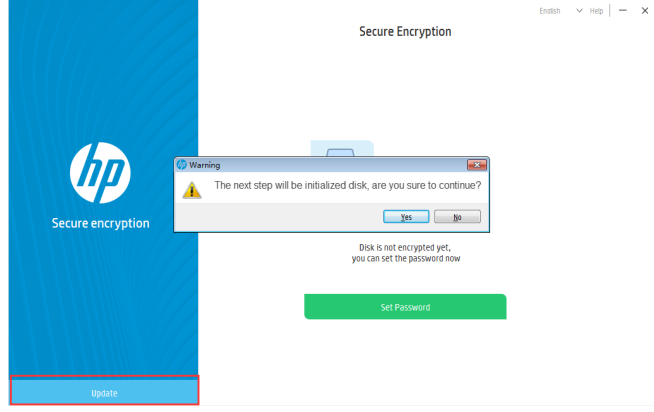 English Help
Secure Encryption
hp
Warning
The next step will be initialized disk, are you sure to continue?
Yes No
Secure encryption
Disk is not encrypted yet,
you can set the password now
Set Password
Update